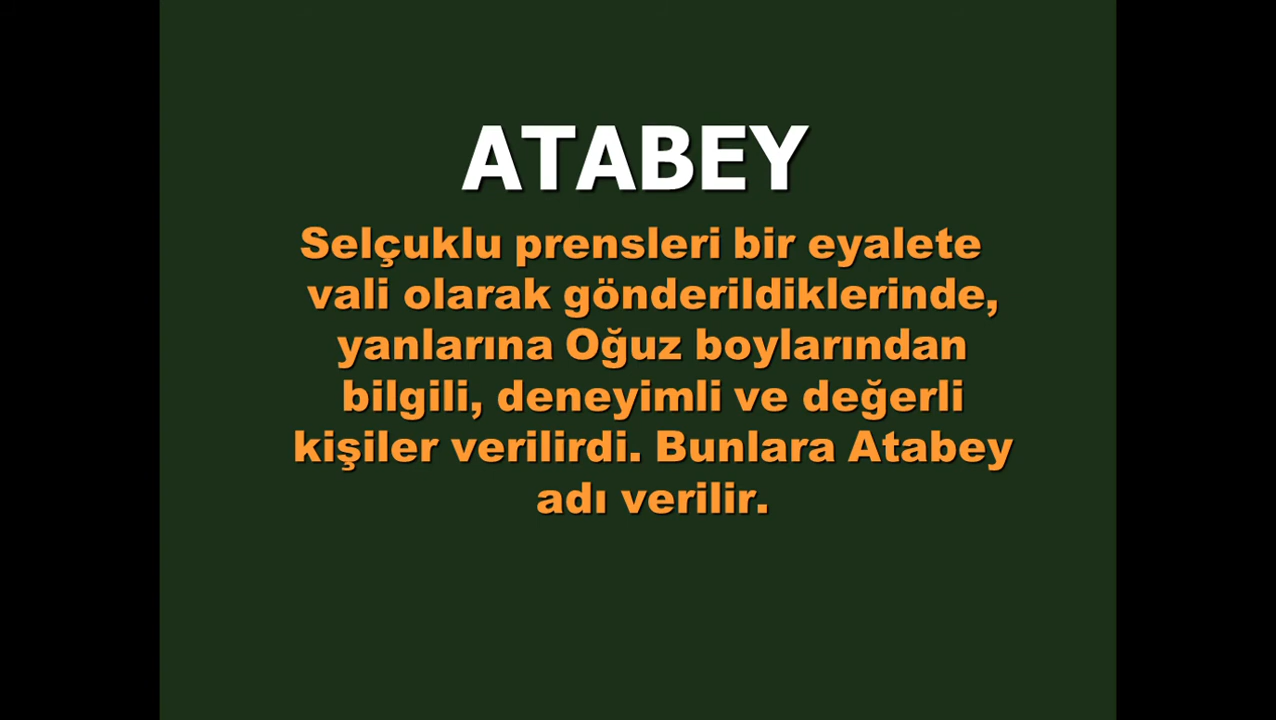 ATABEY
Selçuklu prensleri bir eyalete
vali olarak gönderildiklerinde,
yanlarına Oğuz boylarından
bilgili, deneyimli ve değerli
kişiler verilirdi. Bunlara Atabey
adı verilir.